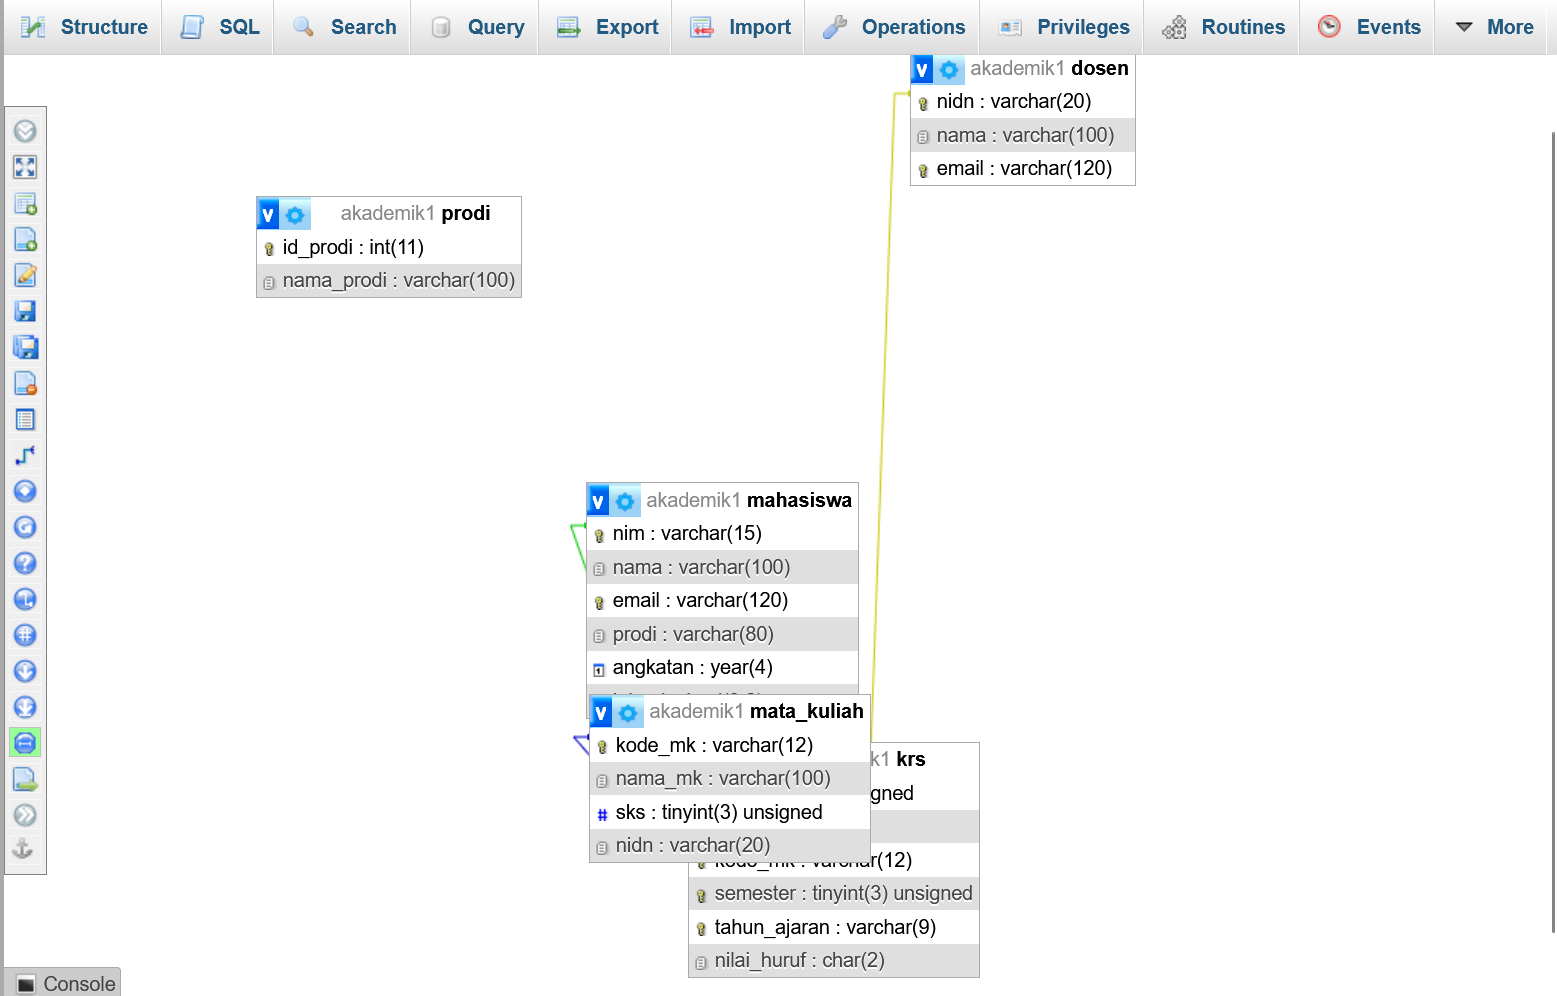 Structure SQL Search Query Export Import Operations Privileges Routines Events More
v akademik1 dosen
nidn : varchar(20)
nama : varchar(100)
email : varchar(120)
v akademik1 prodi
id_prodi : int(11)
nama_prodi : varchar(100)
v akademik1 mahasiswa
nim : varchar(15)
nama : varchar(100)
email : varchar(120)
prodi : varchar(80)
angkatan : year(4)
v akademik1 mata_kuliah
kode_mk : varchar(12)
nama_mk : varchar(100)
# sks : tinyint(3) unsigned
nidn : varchar(20)
k1 krs
gned
kode_mk : varchar(12)
semester : tinyint(3) unsigned
tahun_ajaran : varchar(9)
nilai_huruf : char(2)
Console